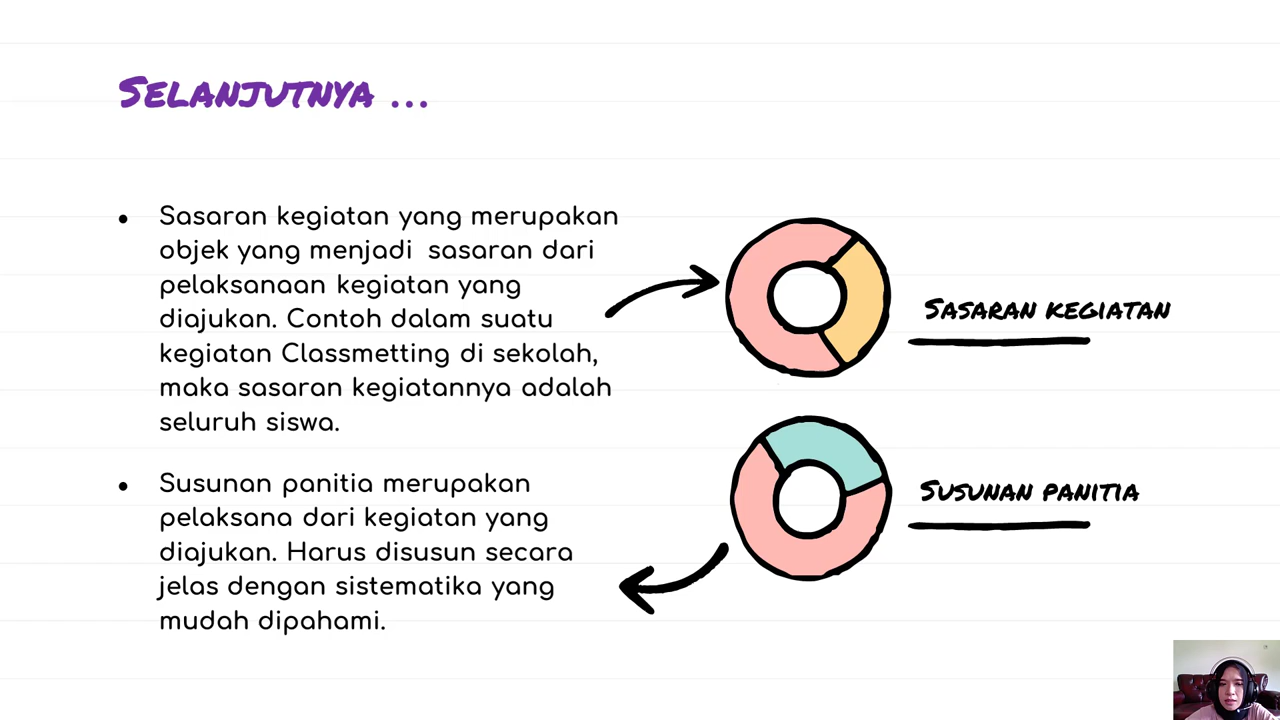 Selanjutnya ...
• Sasaran kegiatan yang merupakan
objek yang menjadi sasaran dari
pelaksanaan kegiatan yang
diajukan. Contoh dalam suatu
kegiatan Classmetting di sekolah,
maka sasaran kegiatannya adalah
seluruh siswa.
• Susunan panitia merupakan
pelaksana dari kegiatan yang
diajukan. Harus disusun secara
jelas dengan sistematika yang
mudah dipahami.
Sasaran kegiatan
Susunan panitia